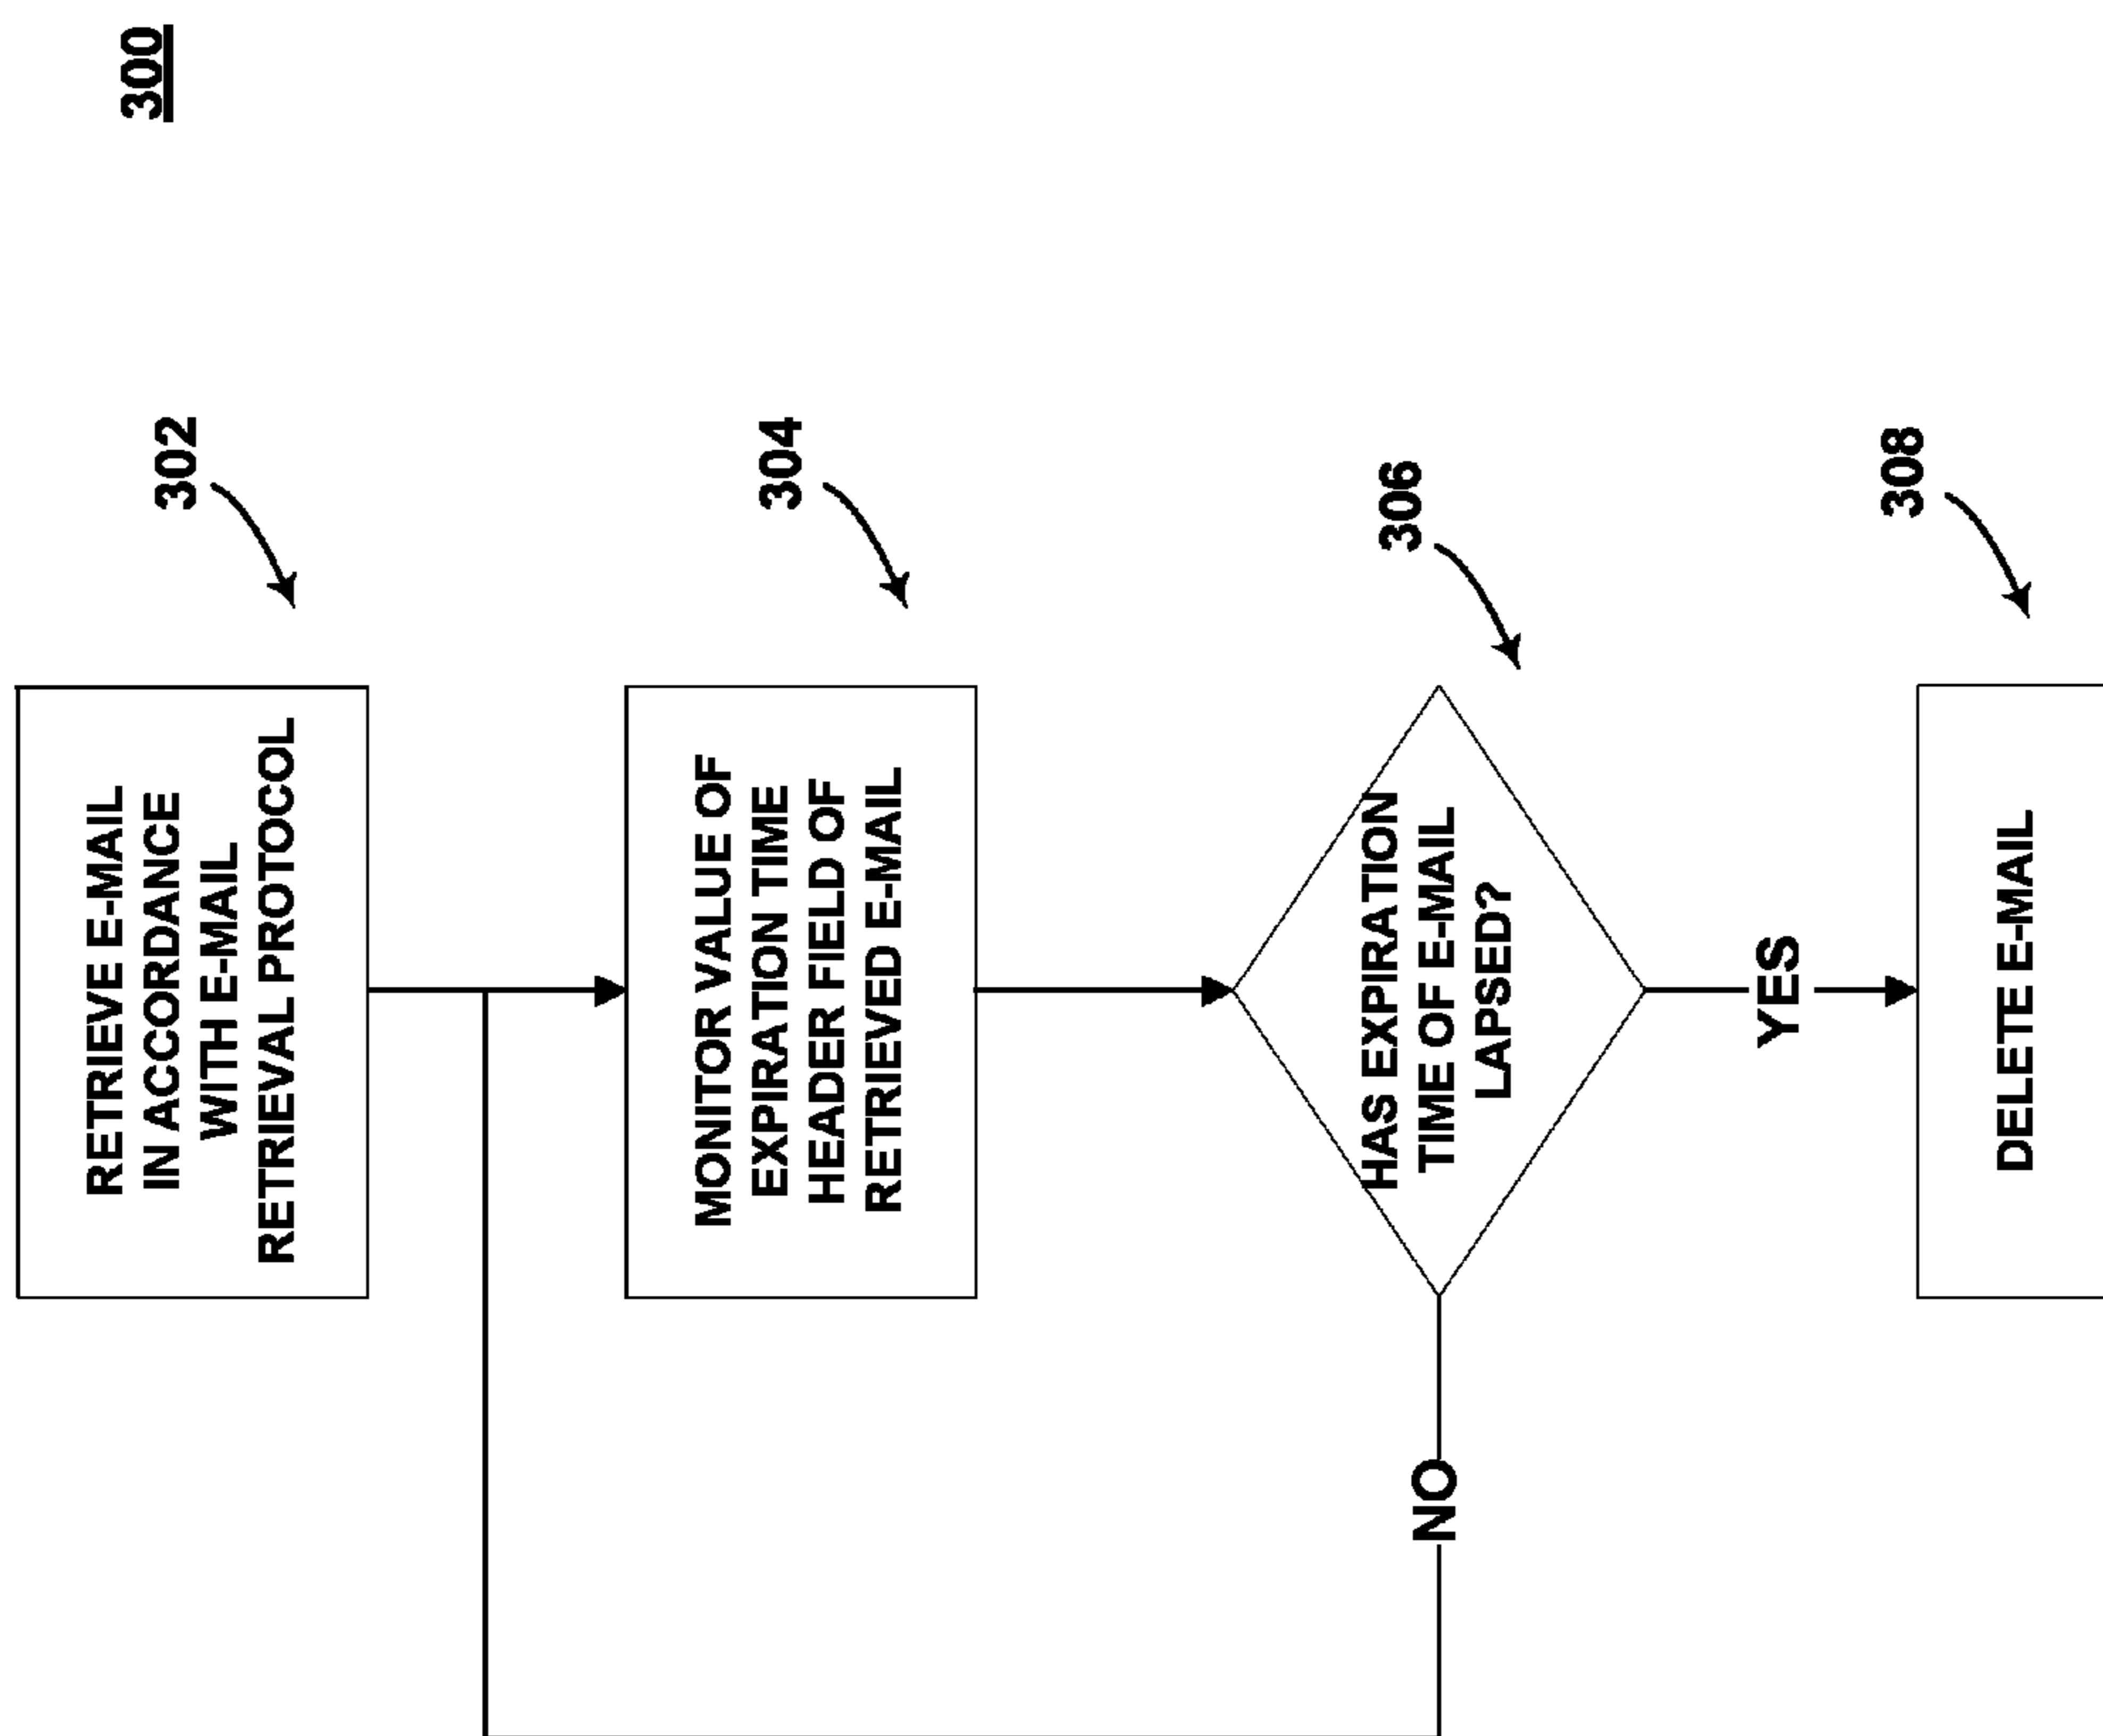 300
302
RETRIEVE E-MAIL
IN ACCORDANCE
WITH E-MAIL
RETRIEVAL PROTOCOL
304
MONITOR VALUE OF
EXPIRATION TIME
HEADER FIELD OF
RETRIEVED E-MAIL
306
HAS EXPIRATION
TIME OF E-MAIL
LAPSED?
NO
YES
308
DELETE E-MAIL